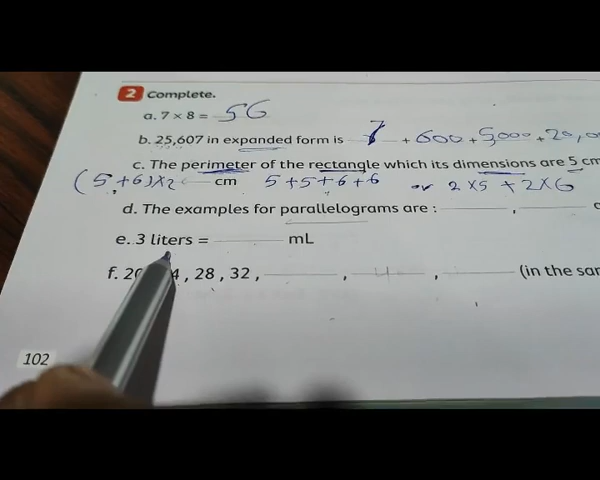 2 Complete.
a. 7 × 8 = 56
b. 25,607 in expanded form is 7 + 600 + 5,000 + 20,0
c. The perimeter of the rectangle which its dimensions are 5 cm
(5+6)×2 cm 5+5+6+6 or 2×5+2×6
d. The examples for parallelograms are : ,
e. 3 liters = mL
f. 20 , 28 , 32 , , , (in the sam
102